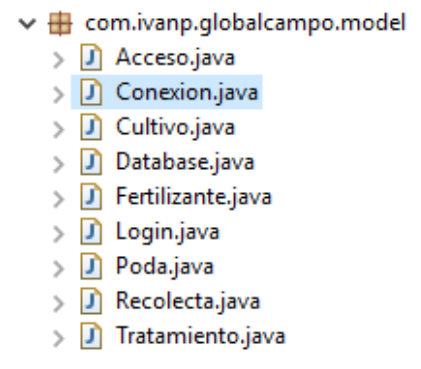 com.ivanp.globalcampo.model
Acceso.java
Conexion.java
Cultivo.java
Database.java
Fertilizante.java
Login.java
Poda.java
Recolecta.java
Tratamiento.java